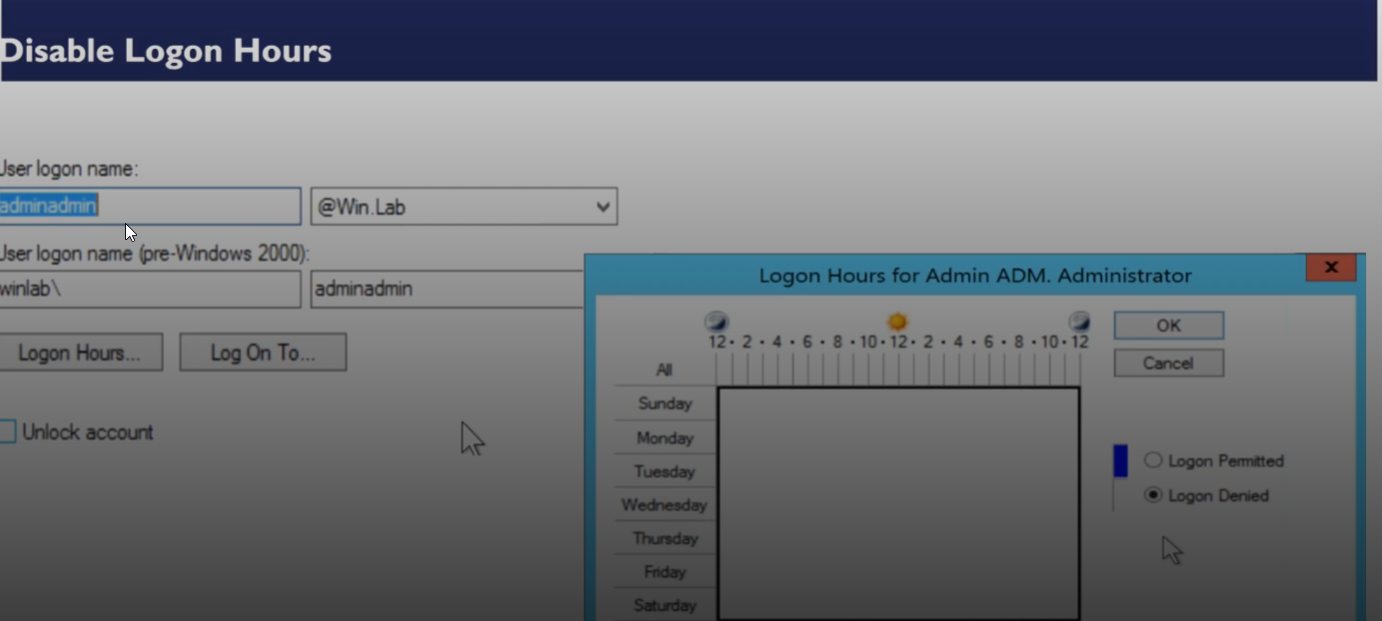 Disable Logon Hours
User logon name:
adminadmin
@Win.Lab
User logon name (pre-Windows 2000):
winlab\
adminadmin
Logon Hours...
Log On To...
Unlock account
Logon Hours for Admin ADM. Administrator
x
12 · 2 · 4 · 6 · 8 · 10 · 12 · 2 · 4 · 6 · 8 · 10 · 12
All
Sunday
Monday
Tuesday
Wednesday
Thursday
Friday
Saturday
OK
Cancel
Logon Permitted
Logon Denied